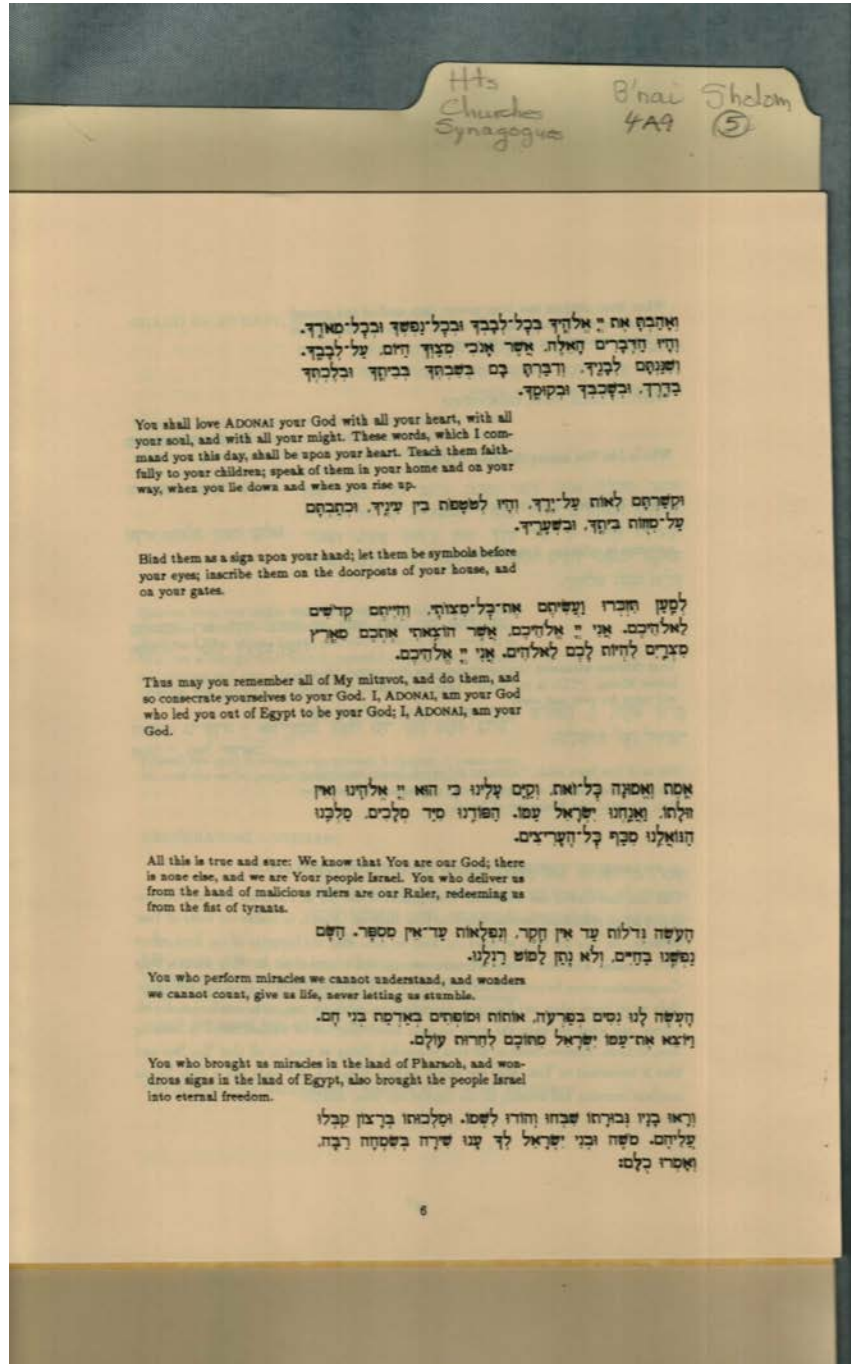 Hts
Churches
Synagogues
B'nai Sholom
4A9 5
וְאָהַבְתָּ אֵת יְיָ אֱלֹהֶיךָ בְּכָל־לְבָבְךָ וּבְכָל־נַפְשְׁךָ וּבְכָל־מְאֹדֶךָ.
וְהָיוּ הַדְּבָרִים הָאֵלֶּה, אֲשֶׁר אָנֹכִי מְצַוְּךָ הַיּוֹם, עַל־לְבָבֶךָ.
וְשִׁנַּנְתָּם לְבָנֶיךָ, וְדִבַּרְתָּ בָּם בְּשִׁבְתְּךָ בְּבֵיתֶךָ וּבְלֶכְתְּךָ
בַדֶּרֶךְ, וּבְשָׁכְבְּךָ וּבְקוּמֶךָ.
You shall love ADONAI your God with all your heart, with all
your soul, and with all your might. These words, which I com-
mand you this day, shall be upon your heart. Teach them faith-
fully to your children; speak of them in your home and on your
way, when you lie down and when you rise up.
וּקְשַׁרְתָּם לְאוֹת עַל־יָדֶךָ, וְהָיוּ לְטֹטָפֹת בֵּין עֵינֶיךָ, וּכְתַבְתָּם
עַל־מְזוּזוֹת בֵּיתֶךָ, וּבִשְׁעָרֶיךָ.
Bind them as a sign upon your hand; let them be symbols before
your eyes; inscribe them on the doorposts of your house, and
on your gates.
לְמַעַן תִּזְכְּרוּ וַעֲשִׂיתֶם אֶת־כָּל־מִצְוֹתָי, וִהְיִיתֶם קְדֹשִׁים
לֵאלֹהֵיכֶם. אֲנִי יְיָ אֱלֹהֵיכֶם, אֲשֶׁר הוֹצֵאתִי אֶתְכֶם מֵאֶרֶץ
מִצְרַיִם לִהְיוֹת לָכֶם לֵאלֹהִים. אֲנִי יְיָ אֱלֹהֵיכֶם.
Thus may you remember all of My mitzvot, and do them, and
so consecrate yourselves to your God. I, ADONAI, am your God
who led you out of Egypt to be your God; I, ADONAI, am your
God.
אֱמֶת וֶאֱמוּנָה כָּל־זֹאת, וְקַיָּם עָלֵינוּ כִּי הוּא יְיָ אֱלֹהֵינוּ וְאֵין
זוּלָתוֹ, וַאֲנַחְנוּ יִשְׂרָאֵל עַמּוֹ. הַפּוֹדֵנוּ מִיַּד מְלָכִים, מַלְכֵּנוּ
הַגּוֹאֲלֵנוּ מִכַּף כָּל־הֶעָרִיצִים.
All this is true and sure: We know that You are our God; there
is none else, and we are Your people Israel. You who deliver us
from the hand of malicious rulers are our Ruler, redeeming us
from the fist of tyrants.
הָעֹשֶׂה גְדֹלוֹת עַד אֵין חֵקֶר, וְנִפְלָאוֹת עַד־אֵין מִסְפָּר. הַשָּׂם
נַפְשֵׁנוּ בַּחַיִּים, וְלֹא נָתַן לַמּוֹט רַגְלֵנוּ.
You who perform miracles we cannot understand, and wonders
we cannot count, give us life, never letting us stumble.
הָעֹשֶׂה לָּנוּ נִסִּים בְּפַרְעֹה, אוֹתוֹת וּמוֹפְתִים בְּאַדְמַת בְּנֵי חָם.
וַיּוֹצֵא אֶת־עַמּוֹ יִשְׂרָאֵל מִתּוֹכָם לְחֵרוּת עוֹלָם.
You who brought us miracles in the land of Pharaoh, and won-
drous signs in the land of Egypt, also brought the people Israel
into eternal freedom.
וְרָאוּ בָנָיו גְּבוּרָתוֹ שִׁבְּחוּ וְהוֹדוּ לִשְׁמוֹ. וּמַלְכוּתוֹ בְּרָצוֹן קִבְּלוּ
עֲלֵיהֶם. מֹשֶׁה וּבְנֵי יִשְׂרָאֵל לְךָ עָנוּ שִׁירָה בְּשִׂמְחָה רַבָּה,
וְאָמְרוּ כֻלָּם:
6